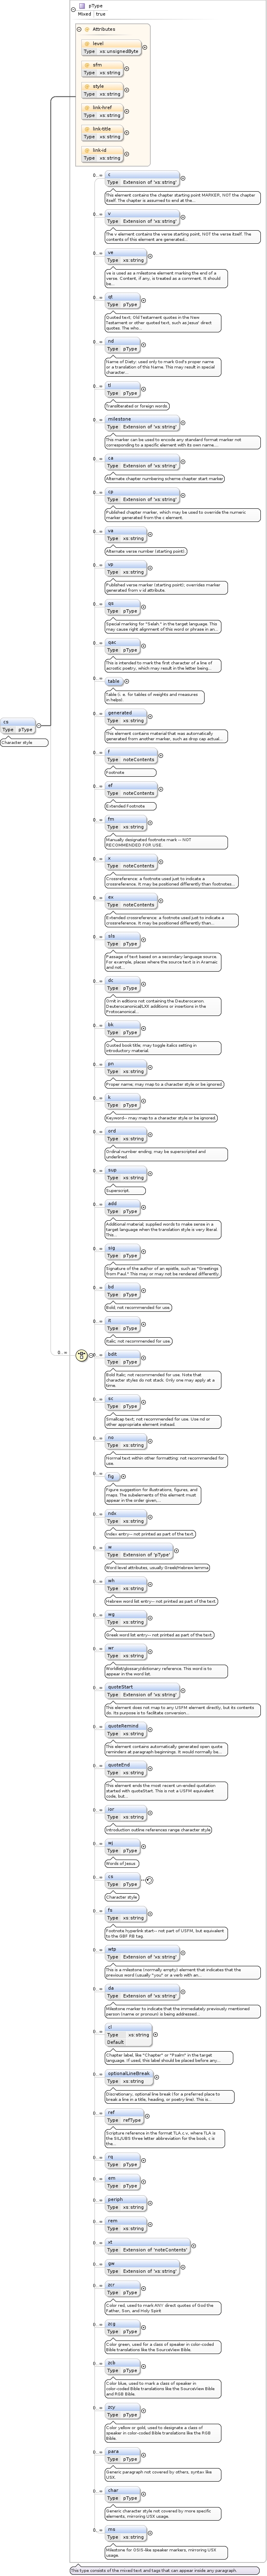 pType
Mixed true
Attributes
level
Type xs:unsignedByte
sfm
Type xs:string
style
Type xs:string
link-href
Type xs:string
link-title
Type xs:string
link-id
Type xs:string
cs
Type pType
Character style
0..∞
c
Type Extension of 'xs:string'
This element contains the chapter starting point MARKER, NOT the chapter
itself. The chapter is assumed to end at the...
v
Type Extension of 'xs:string'
The v element contains the verse starting point, NOT the verse itself. The
contents of this element are generated...
ve
Type xs:string
ve is used as a milestone element marking the end of a
verse. Content, if any, is treated as a comment. It should
be...
qt
Type pType
Quoted text, Old Testament quotes in the New
Testament or other quoted text, such as Jesus' direct
quotes. The who...
nd
Type pType
Name of Diety: used only to mark God's proper name
or a translation of this Name. This may result in special
character...
tl
Type pType
Transliterated or foreign words.
milestone
Type Extension of 'xs:string'
This marker can be used to encode any standard format marker not
corresponding to a specific element with its own name....
ca
Type Extension of 'xs:string'
Alternate chapter numbering schema chapter start marker
cp
Type Extension of 'xs:string'
Published chapter marker, which may be used to override the numeric
marker generated from the c element.
va
Type xs:string
Alternate verse number (starting point).
vp
Type xs:string
Published verse marker (starting point); overrides marker
generated from v id attribute.
qs
Type pType
Special marking for "Selah " in the target language. This
may cause right alignment of this word or phrase in an...
qac
Type pType
This is intended to mark the first character of a line of
acrostic poetry, which may result in the letter being...
table
Table (i. e. for tables of weights and measures
in helps).
generated
Type xs:string
This element contains material that was automatically
generated from another marker, such as drop cap actual...
f
Type noteContents
Footnote
ef
Type noteContents
Extended Footnote
fm
Type xs:string
Manually designated footnote mark -- NOT
RECOMMENDED FOR USE.
x
Type noteContents
Crossreference: a footnote used just to indicate a
crossreference. It may be positioned differently than footnotes...
ex
Type noteContents
Extended crossreference: a footnote used just to indicate a
crossreference. It may be positioned differently than...
sls
Type pType
Passage of text based on a secondary language source.
For example, places where the source text is in Aramaic
and not...
dc
Type pType
Omit in editions not containing the Deuterocanon.
Deuterocanonical/LXX additions or insertions in the
Protocanonical...
bk
Type pType
Quoted book title; may toggle italics setting in
introductory material.
pn
Type pType
Proper name; may map to a character style or be ignored
k
Type pType
Keyword-- may map to a character style or be ignored.
ord
Type xs:string
Ordinal number ending; may be superscripted and
underlined.
sup
Type xs:string
Superscript.
add
Type pType
Additional material: supplied words to make sense in a
target language when the translation style is very literal.
This...
sig
Type pType
Signature of the author of an epistle, such as "Greetings
from Paul." This may or may not be rendered differently.
bd
Type pType
Bold; not recommended for use.
it
Type pType
Italic; not recommended for use.
bdit
Type pType
Bold italic; not recommended for use. Note that
character styles do not stack: Only one may apply at a
time.
sc
Type pType
Smallcap text; not recommended for use. Use nd or
other appropriate element instead.
no
Type xs:string
Normal text within other formatting; not recommended for
use.
fig
Figure suggestion for illustrations, figures, and
maps. The subelements of this element must
appear in the order given,...
ndx
Type xs:string
Index entry-- not printed as part of the text.
w
Type Extension of 'pType'
Word-level attributes, usually Greek/Hebrew lemma
wh
Type xs:string
Hebrew word list entry-- not printed as part of the text.
wg
Type xs:string
Greek word list entry-- not printed as part of the text.
wr
Type xs:string
Worldlist/glossary/dictionary reference. This word is to
appear in the word list.
quoteStart
Type Extension of 'xs:string'
This element does not map to any USFM element directly, but its contents
do. Its purpose is to facilitate conversion...
quoteRemind
Type xs:string
This element contains automatically generated open quote
reminders at paragraph beginnings. It would normally be...
quoteEnd
Type xs:string
This element ends the most recent un-ended quotation
started with quoteStart. This is not a USFM equivalent
code, but...
ior
Type xs:string
Introduction outline references range character style
wj
Type pType
Words of Jesus.
cs
Type pType
Character style
fs
Type pType
Footnote hyperlink start-- not part of USFM, but equivalent
to the GBF RB tag.
wtp
Type Extension of 'xs:string'
This is a milestone (normally empty) element that indicates that the
previous word (usually "you" or a verb with an...
da
Type Extension of 'xs:string'
Milestone marker to indicate that the immediately previously mentioned
person (name or pronoun) is being addressed...
cl
Type xs:string
Default
Chapter label, like "Chapter" or "Psalm" in the target
language. If used, this label should be placed before any...
optionalLineBreak
Type xs:string
Discretionary, optional line break (for a preferred place to
break a line in a title, heading, or poetry line). This is...
ref
Type refType
Scripture reference in the format TLA c.v, where TLA is
the SIL/UBS three letter abbreviation for the book, c is
the...
rq
Type pType
em
Type pType
periph
Type xs:string
rem
Type xs:string
xt
Type Extension of 'noteContents'
gw
Type Extension of 'xs:string'
zcr
Type pType
Color red, used to mark ANY direct quotes of God the
Father, Son, and Holy Spirit
zcg
Type pType
Color green, used for a class of speaker in color-coded
Bible translations like the SourceView Bible.
zcb
Type pType
Color blue, used to mark a class of speaker in
color-coded Bible translations like the SourceView Bible
and RGB Bible.
zcy
Type pType
Color yellow or gold, used to designate a class
of speaker in color-coded Bible translations like the RGB
Bible.
para
Type pType
Generic paragraph not covered by others, syntax like
USX.
char
Type pType
Generic character style not covered by more specific
elements, mirroring USX usage.
ms
Type xs:string
Milestone for OSIS-like speaker markers, mirroring USX
usage.
This type consists of the mixed text and tags that can appear inside any paragraph.